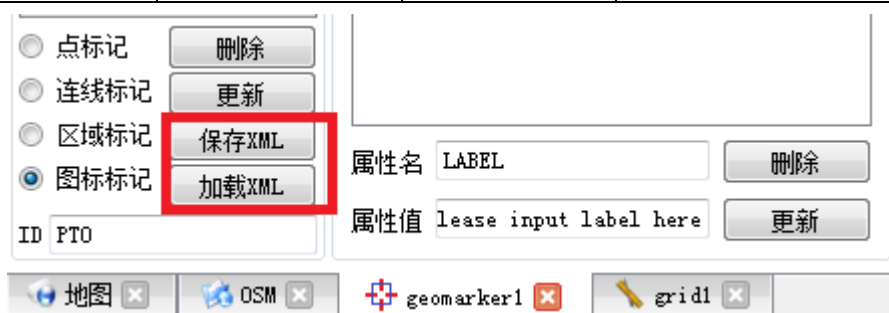 点标记 删除
连线标记 更新
区域标记 保存XML
图标标记 加载XML
ID PTO
属性名 LABEL 删除
属性值 lease input label here 更新
地图 OSM geomarker1 grid1